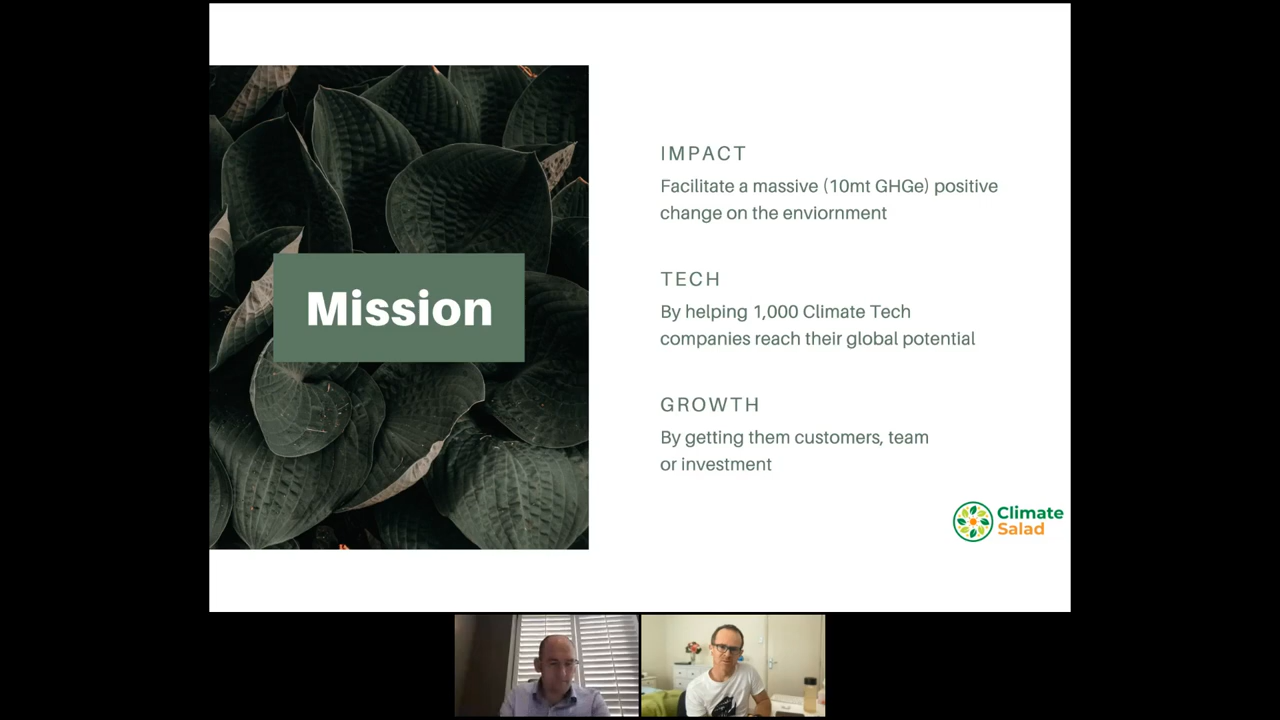 Mission
IMPACT
Facilitate a massive (10mt GHGe) positive
change on the enviornment
TECH
By helping 1,000 Climate Tech
companies reach their global potential
GROWTH
By getting them customers, team
or investment
Climate
Salad